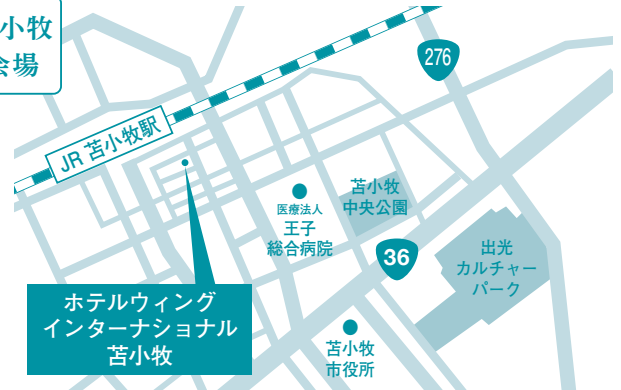 小牧
会場
276
JR 苫小牧駅
医療法人
王子
総合病院
苫小牧
中央公園
36
出光
カルチャー
パーク
ホテルウィング
インターナショナル
苫小牧
苫小牧
市役所